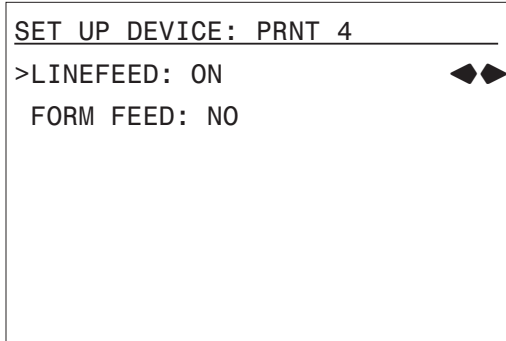 SET UP DEVICE: PRNT 4
>LINEFEED: ON
FORM FEED: NO